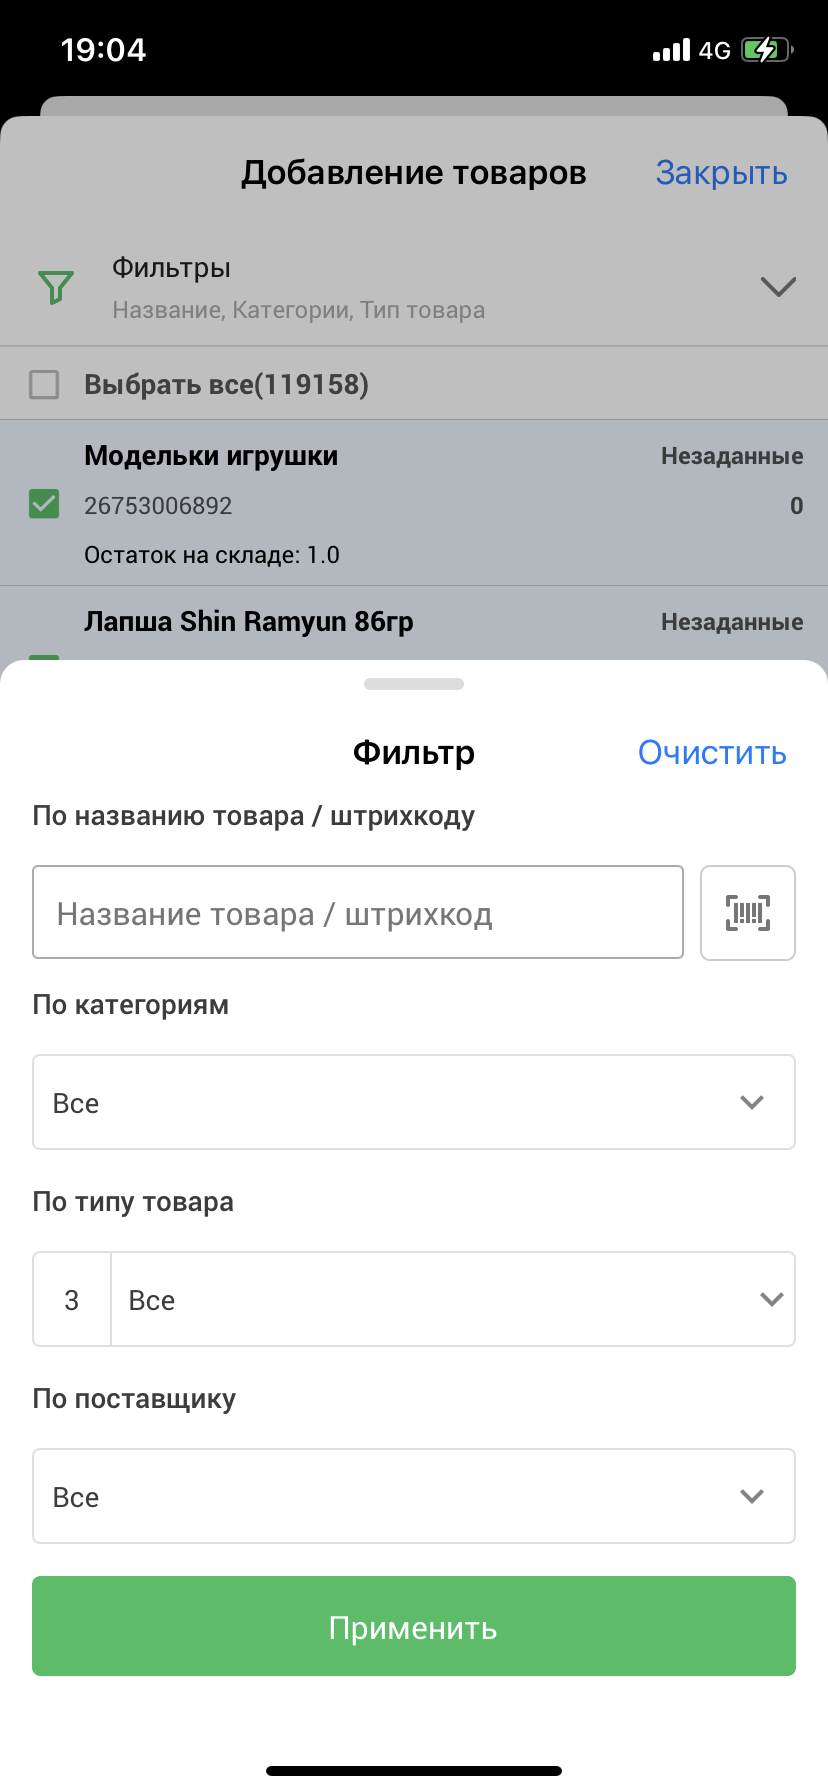 19:04
4G
Добавление товаров
Закрыть
Фильтры
Название, Категории, Тип товара
Выбрать все(119158)
Модельки игрушки
Незаданные
26753006892
0
Остаток на складе: 1.0
Лапша Shin Ramyun 86гр
Незаданные
Фильтр
Очистить
По названию товара / штрихкоду
Название товара / штрихкод
По категориям
Все
По типу товара
3
Все
По поставщику
Все
Применить